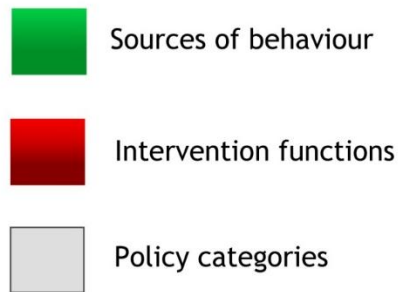 Sources of behaviour
Intervention functions
Policy categories